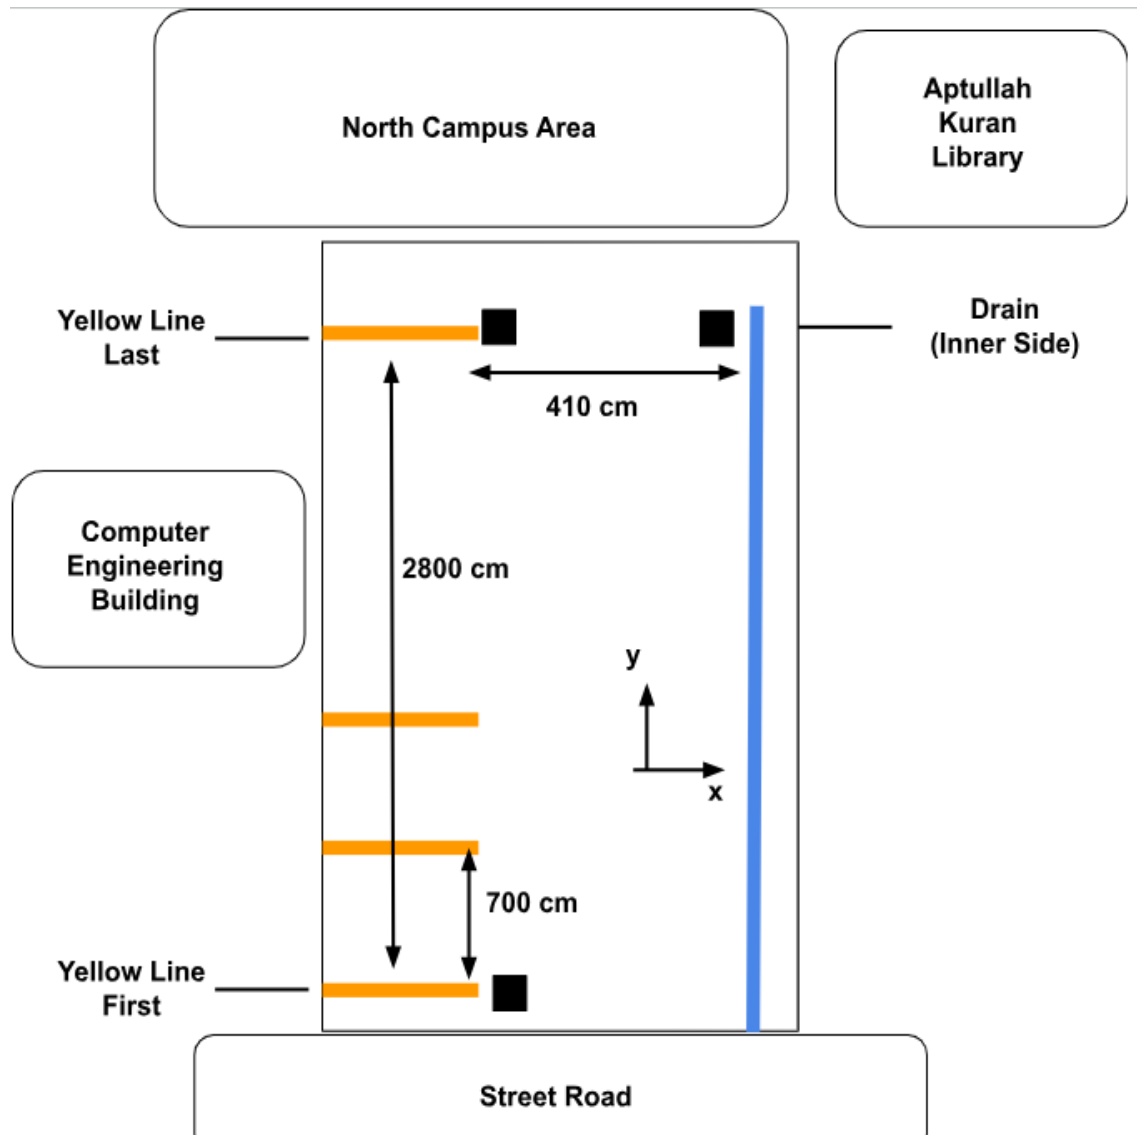 North Campus Area
Aptullah
Kuran
Library
Yellow Line
Last
Drain
(Inner Side)
410 cm
Computer
Engineering
Building
2800 cm
y
x
700 cm
Yellow Line
First
Street Road